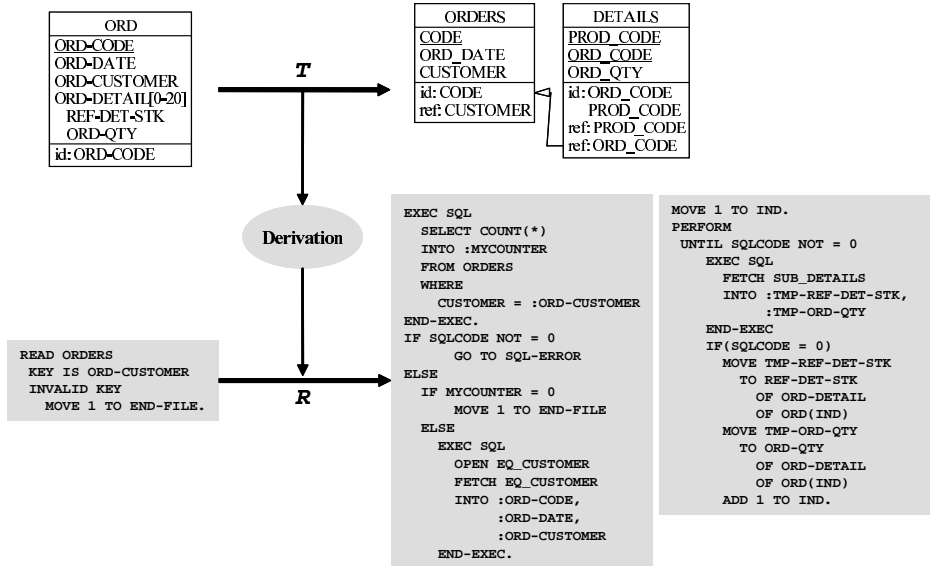 ORD
ORD-CODE
ORD-DATE
ORD-CUSTOMER
ORD-DETAIL[0-20]
REF-DET-STK
ORD-QTY
id: ORD-CODE
T
ORDERS
CODE
ORD_DATE
CUSTOMER
id: CODE
ref: CUSTOMER
DETAILS
PROD_CODE
ORD_CODE
ORD_QTY
id: ORD_CODE
PROD_CODE
ref: PROD_CODE
ref: ORD_CODE
Derivation
READ ORDERS
KEY IS ORD-CUSTOMER
INVALID KEY
MOVE 1 TO END-FILE.
R
EXEC SQL
SELECT COUNT(*)
INTO :MYCOUNTER
FROM ORDERS
WHERE
CUSTOMER = :ORD-CUSTOMER
END-EXEC.
IF SQLCODE NOT = 0
GO TO SQL-ERROR
ELSE
IF MYCOUNTER = 0
MOVE 1 TO END-FILE
ELSE
EXEC SQL
OPEN EQ_CUSTOMER
FETCH EQ_CUSTOMER
INTO :ORD-CODE,
:ORD-DATE,
:ORD-CUSTOMER
END-EXEC.
MOVE 1 TO IND.
PERFORM
UNTIL SQLCODE NOT = 0
EXEC SQL
FETCH SUB_DETAILS
INTO :TMP-REF-DET-STK,
:TMP-ORD-QTY
END-EXEC
IF(SQLCODE = 0)
MOVE TMP-REF-DET-STK
TO REF-DET-STK
OF ORD-DETAIL
OF ORD(IND)
MOVE TMP-ORD-QTY
TO ORD-QTY
OF ORD-DETAIL
OF ORD(IND)
ADD 1 TO IND.